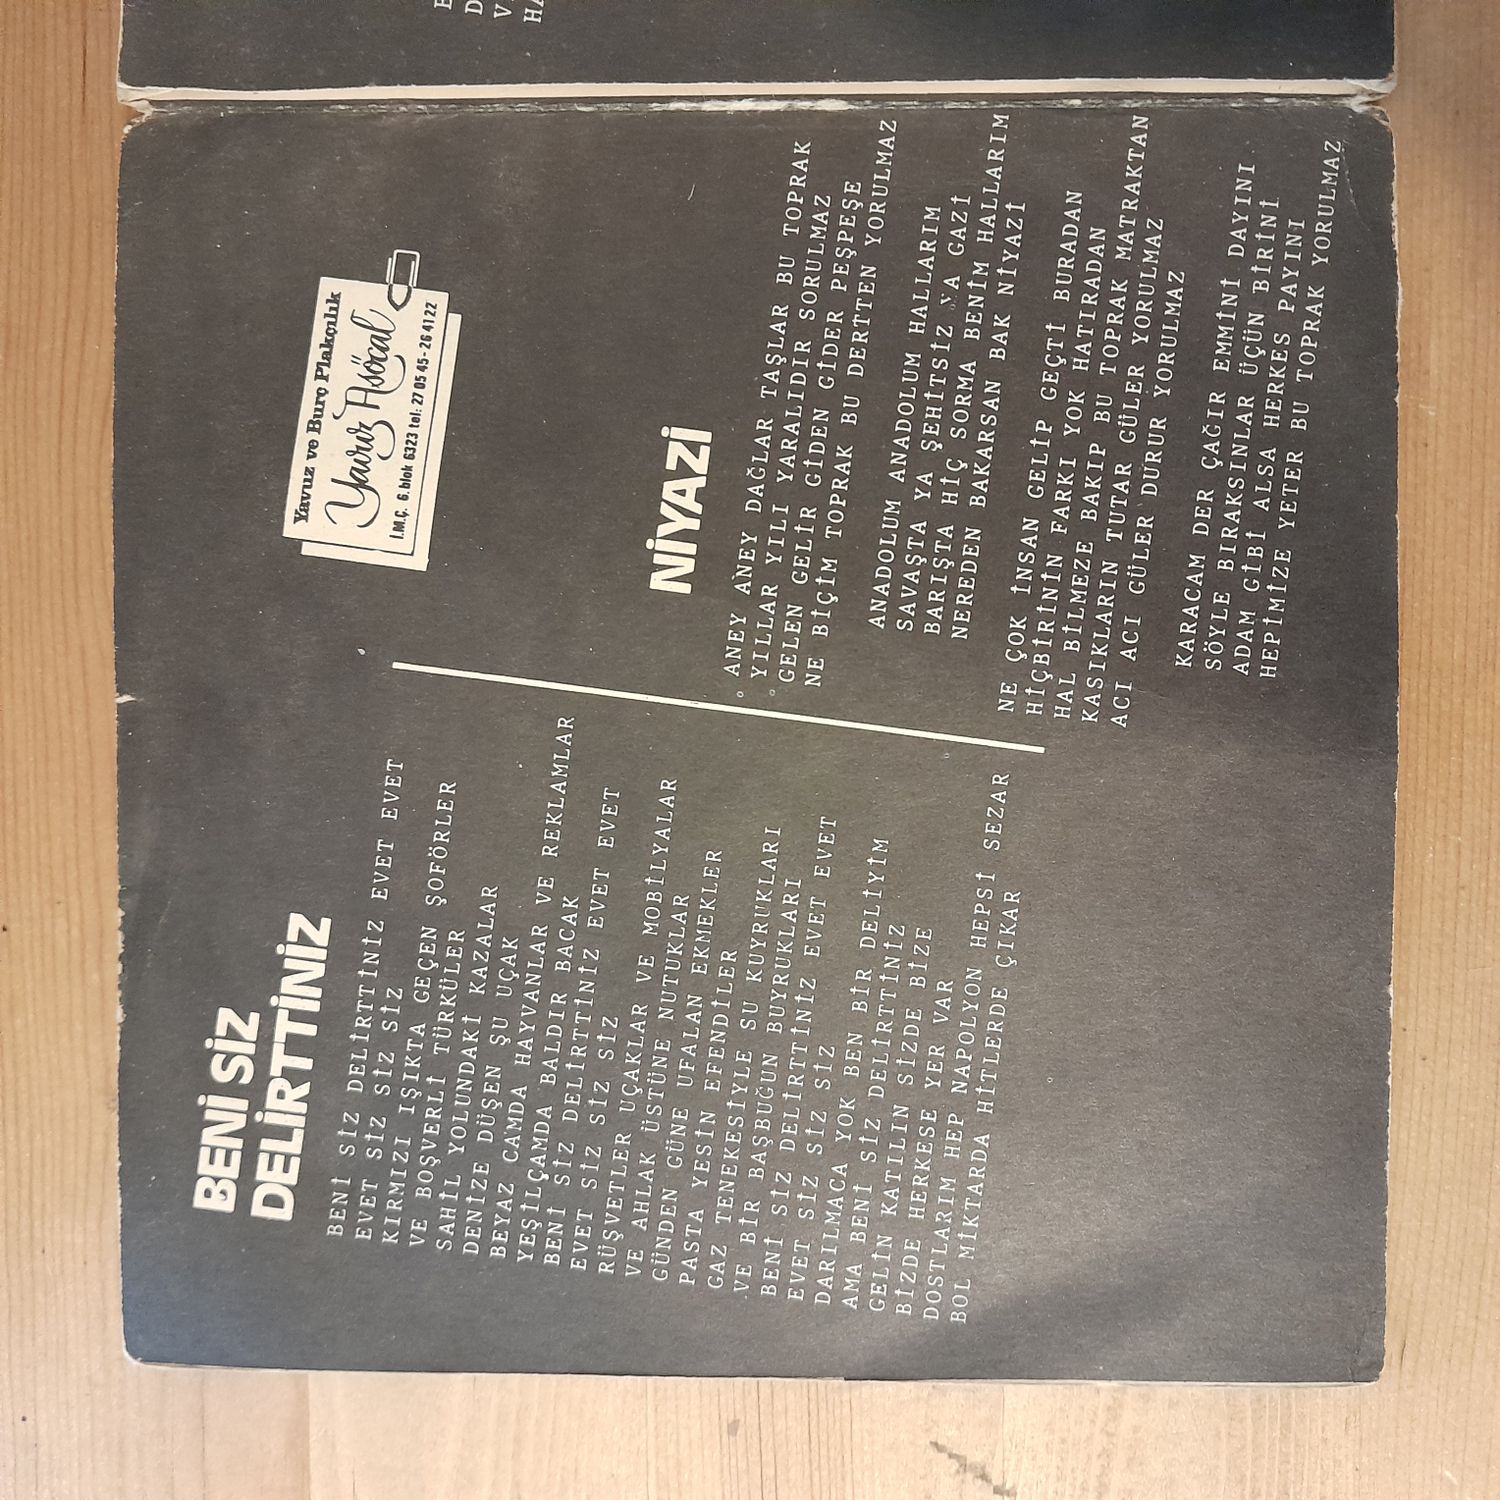 BENİ SİZ
DELİRTTİNİZ
BENİ SİZ DELİRTTİNİZ EVET EVET
EVET SİZ SİZ SİZ SİZ
KIRMIZI IŞIKTA GEÇEN ŞOFÖRLER
VE BOŞVERLİ TÜRKÜLER
SAHİL YOLUNDAKİ KAZALAR
DENİZE DÜŞEN ŞU UÇAK
BEYAZ CAMDA HAYVANLAR VE REKLAMLAR
YEŞİLÇAMDA BALDIR BACAK
BENİ SİZ DELİRTTİNİZ EVET EVET
EVET SİZ SİZ SİZ SİZ
RÜŞVETLER UÇAKLAR VE MOBİLYALAR
VE AHLAK ÜSTÜNE NUTUKLAR
GÜNDEN GÜNE UFALAN EKMEKLER
PASTA YESİN EFENDİLER
GAZ TENEKESİYLE SU KUYRUKLARI
VE BİR BAŞBUĞUN BUYRUKLARI
BENİ SİZ DELİRTTİNİZ EVET EVET
EVET SİZ SİZ SİZ SİZ
DARILMACA YOK BEN BİR DELİYİM
AMA BENİ SİZ DELİRTTİNİZ
GELİN KATILIN SİZDE BİZE
BİZDE HERKESE YER VAR
DOSTLARIM HEP NAPOLYON HEPSİ SEZAR
BOL MİKTARDA HİTLERDE ÇIKAR
Yavuz ve Burç Plakçılık
Yavuz Asöcal
İ.M.Ç. 6. blok 6323 tel: 27 05 45 - 26 41 22
NİYAZİ
ANEY ANEY DAĞLAR TAŞLAR BU TOPRAK
YILLAR YILI YARALIDIR SORULMAZ
GELEN GELİR GİDEN GİDER PEŞPEŞE
NE BİÇİM TOPRAK BU DERTTEN YORULMAZ
ANADOLUM ANADOLUM HALLARIM
SAVAŞTA YA ŞEHİTSİZ YA GAZİ
BARIŞTA HİÇ SORMA BENİM HALLARIM
NEREDEN BAKARSAN BAK NİYAZİ
NE ÇOK İNSAN GELİP GEÇTİ BURADAN
HİÇBİRİNİN FARKI YOK HATIRADAN
HAL BİLMEZE BAKIP BU TOPRAK MATRAKTAN
KASIKLARIN TUTAR GÜLER YORULMAZ
ACI ACI GÜLER DURUR YORULMAZ
KARACAM DER ÇAĞIR EMMİNİ DAYINI
SÖYLE BIRAKSINLAR ÜÇÜN BİRİNİ
ADAM GİBİ ALSA HERKES PAYINI
HEPİMİZE YETER BU TOPRAK YORULMAZ